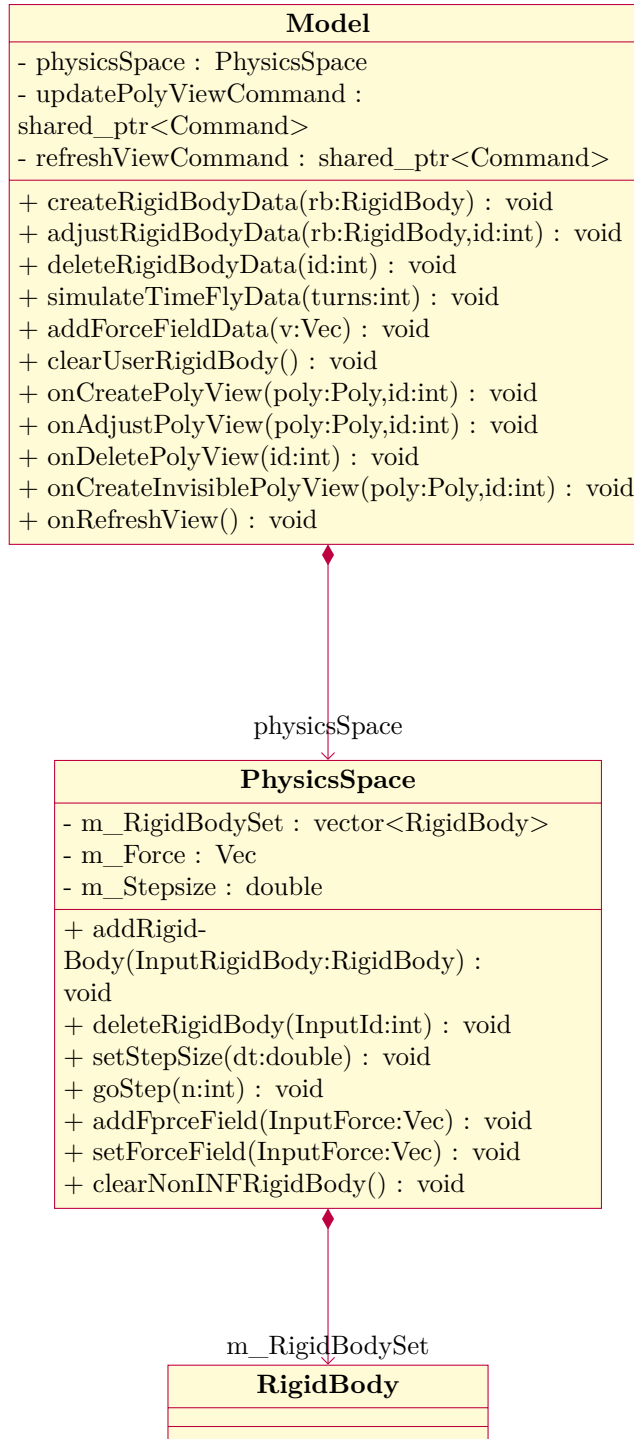 Model
- physicsSpace : PhysicsSpace
- updatePolyViewCommand :
shared_ptr<Command>
- refreshViewCommand : shared_ptr<Command>
+ createRigidBodyData(rb:RigidBody) : void
+ adjustRigidBodyData(rb:RigidBody,id:int) : void
+ deleteRigidBodyData(id:int) : void
+ simulateTimeFlyData(turns:int) : void
+ addForceFieldData(v:Vec) : void
+ clearUserRigidBody() : void
+ onCreatePolyView(poly:Poly,id:int) : void
+ onAdjustPolyView(poly:Poly,id:int) : void
+ onDeletePolyView(id:int) : void
+ onCreateInvisiblePolyView(poly:Poly,id:int) : void
+ onRefreshView() : void
physicsSpace
PhysicsSpace
- m_RigidBodySet : vector<RigidBody>
- m_Force : Vec
- m_Stepsize : double
+ addRigid-
Body(InputRigidBody:RigidBody) :
void
+ deleteRigidBody(InputId:int) : void
+ setStepSize(dt:double) : void
+ goStep(n:int) : void
+ addFprceField(InputForce:Vec) : void
+ setForceField(InputForce:Vec) : void
+ clearNonINFRigidBody() : void
m_RigidBodySet
RigidBody